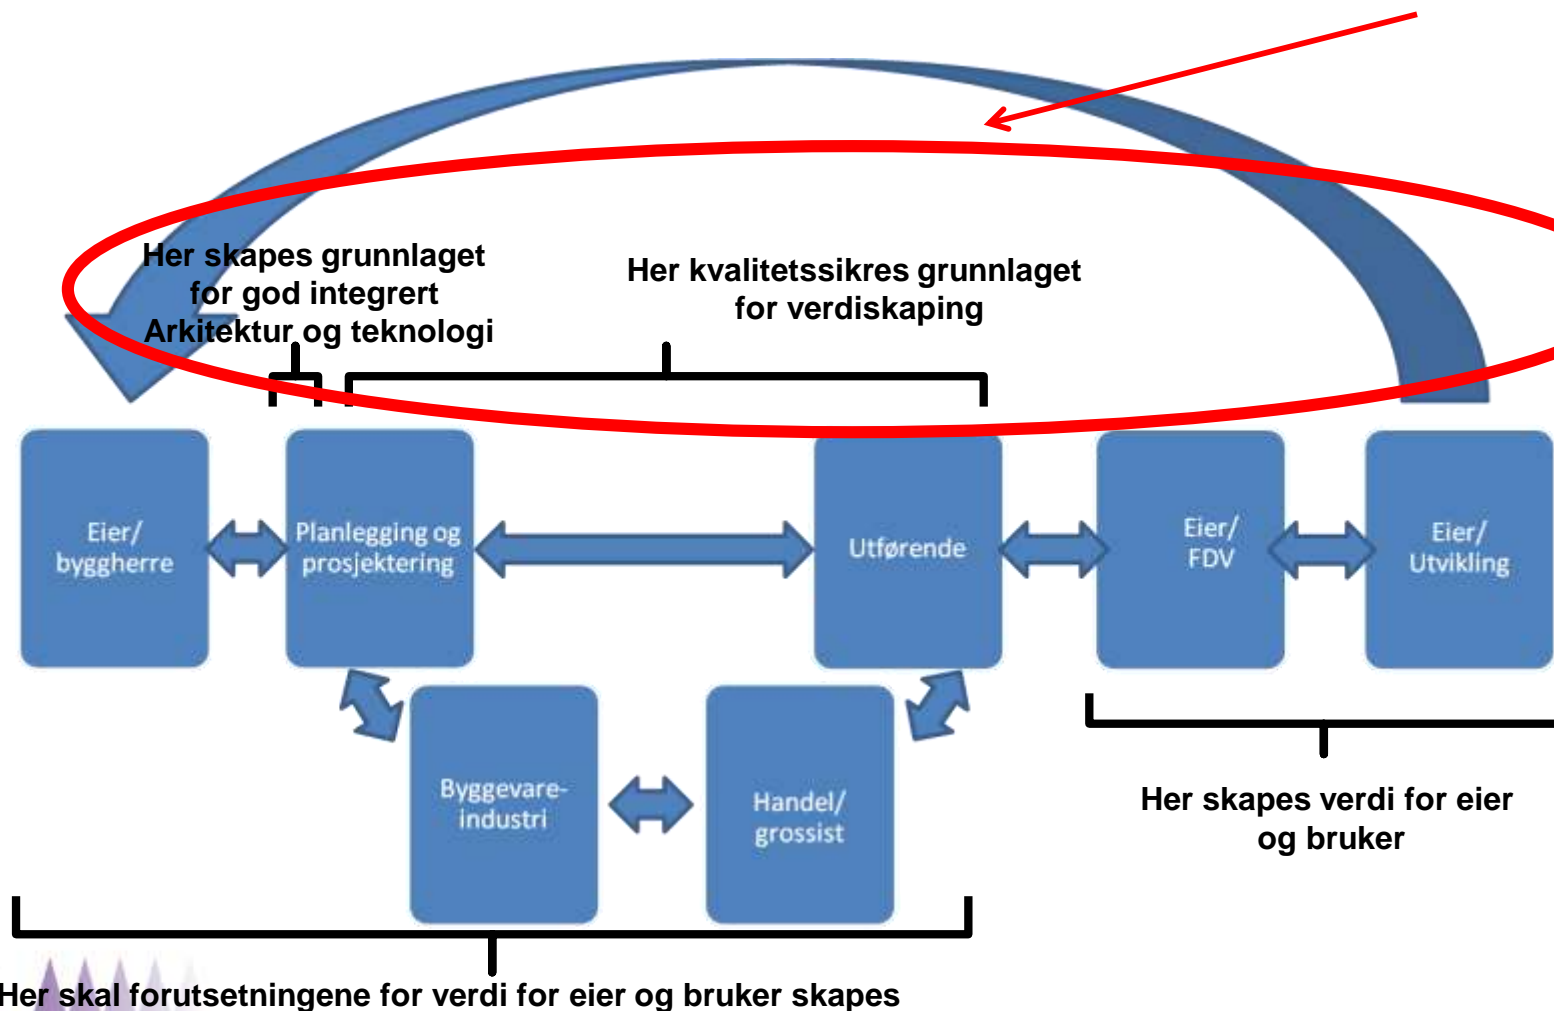 Her skapes grunnlaget
for god integrert
Arkitektur og teknologi
Her kvalitetssikres grunnlaget
for verdiskaping
Eier/
byggherre
Planlegging og
prosjektering
Utførende
Eier/
FDV
Eier/
Utvikling
Byggevare-
industri
Handel/
grossist
Her skapes verdi for eier
og bruker
Her skal forutsetningene for verdi for eier og bruker skapes